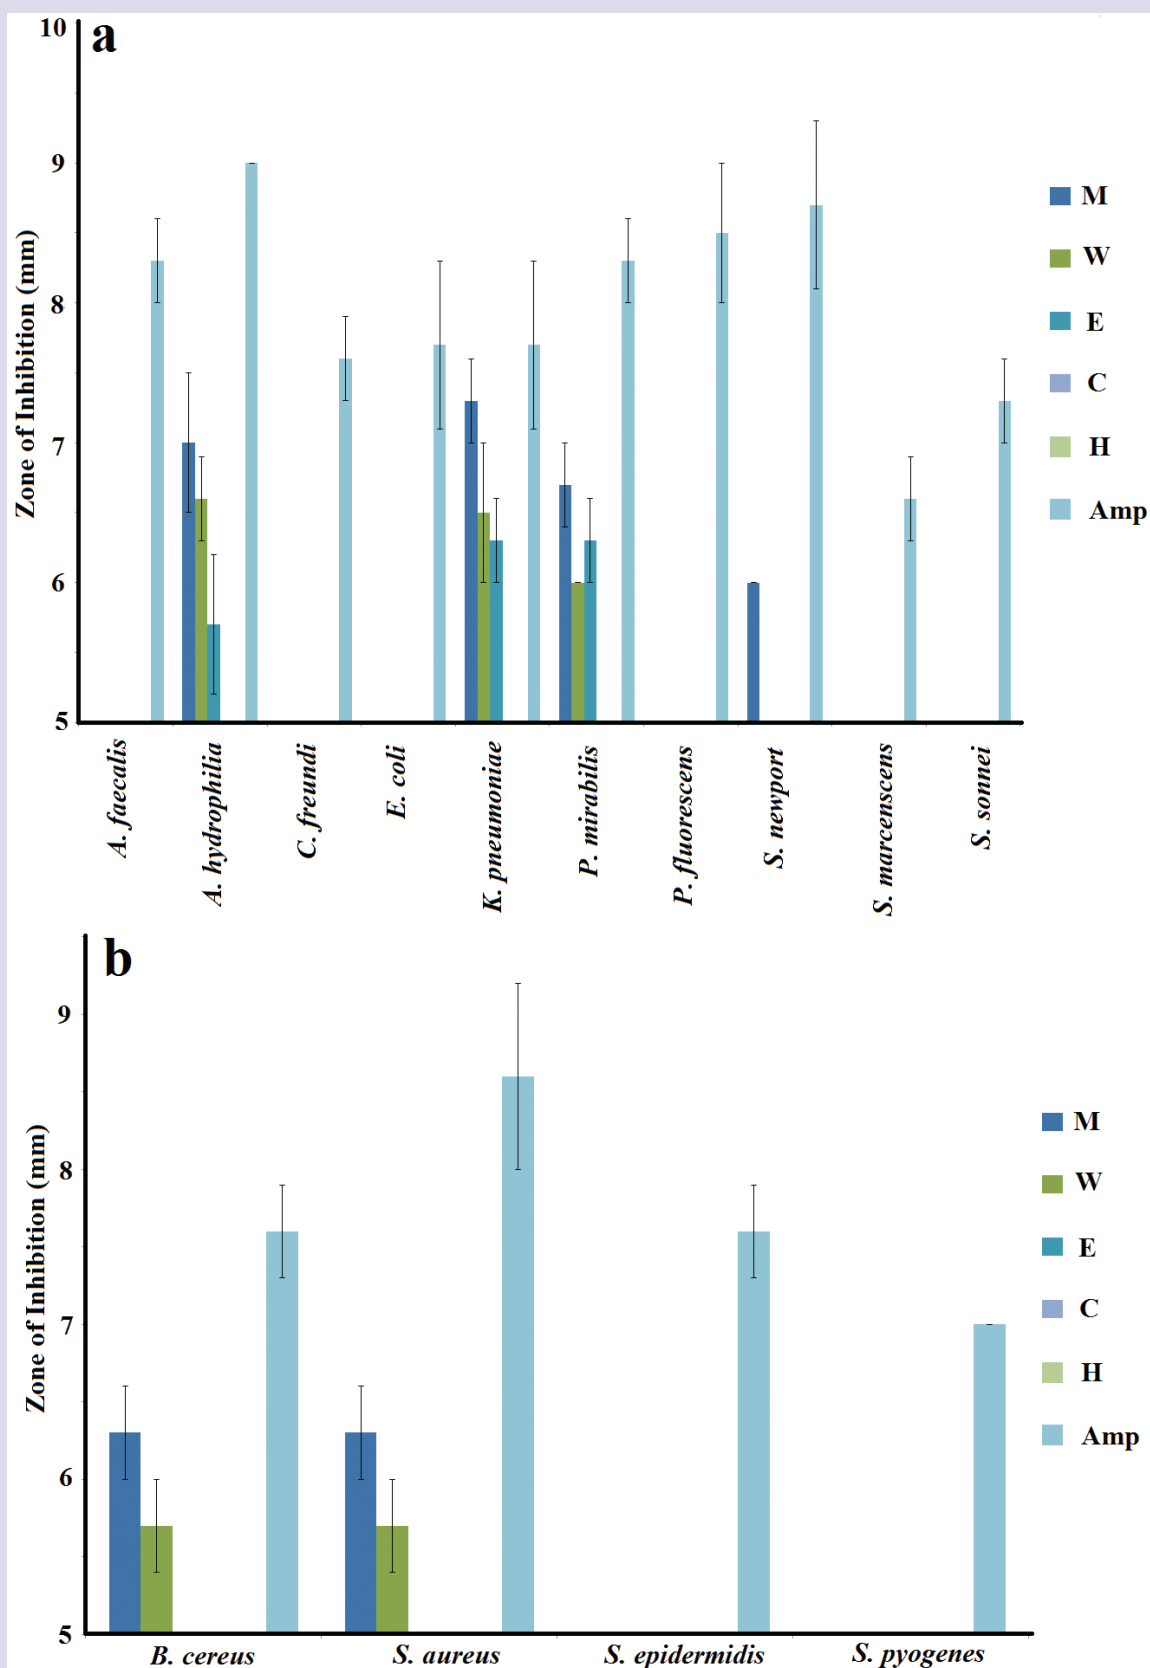 a
10
9
8
7
6
5
Zone of Inhibition (mm)
A. faecalis
A. hydrophilia
C. freundi
E. coli
K. pneumoniae
P. mirabilis
P. fluorescens
S. newport
S. marcenscens
S. sonnei
M
W
E
C
H
Amp
b
9
8
7
6
5
Zone of Inhibition (mm)
B. cereus
S. aureus
S. epidermidis
S. pyogenes
M
W
E
C
H
Amp